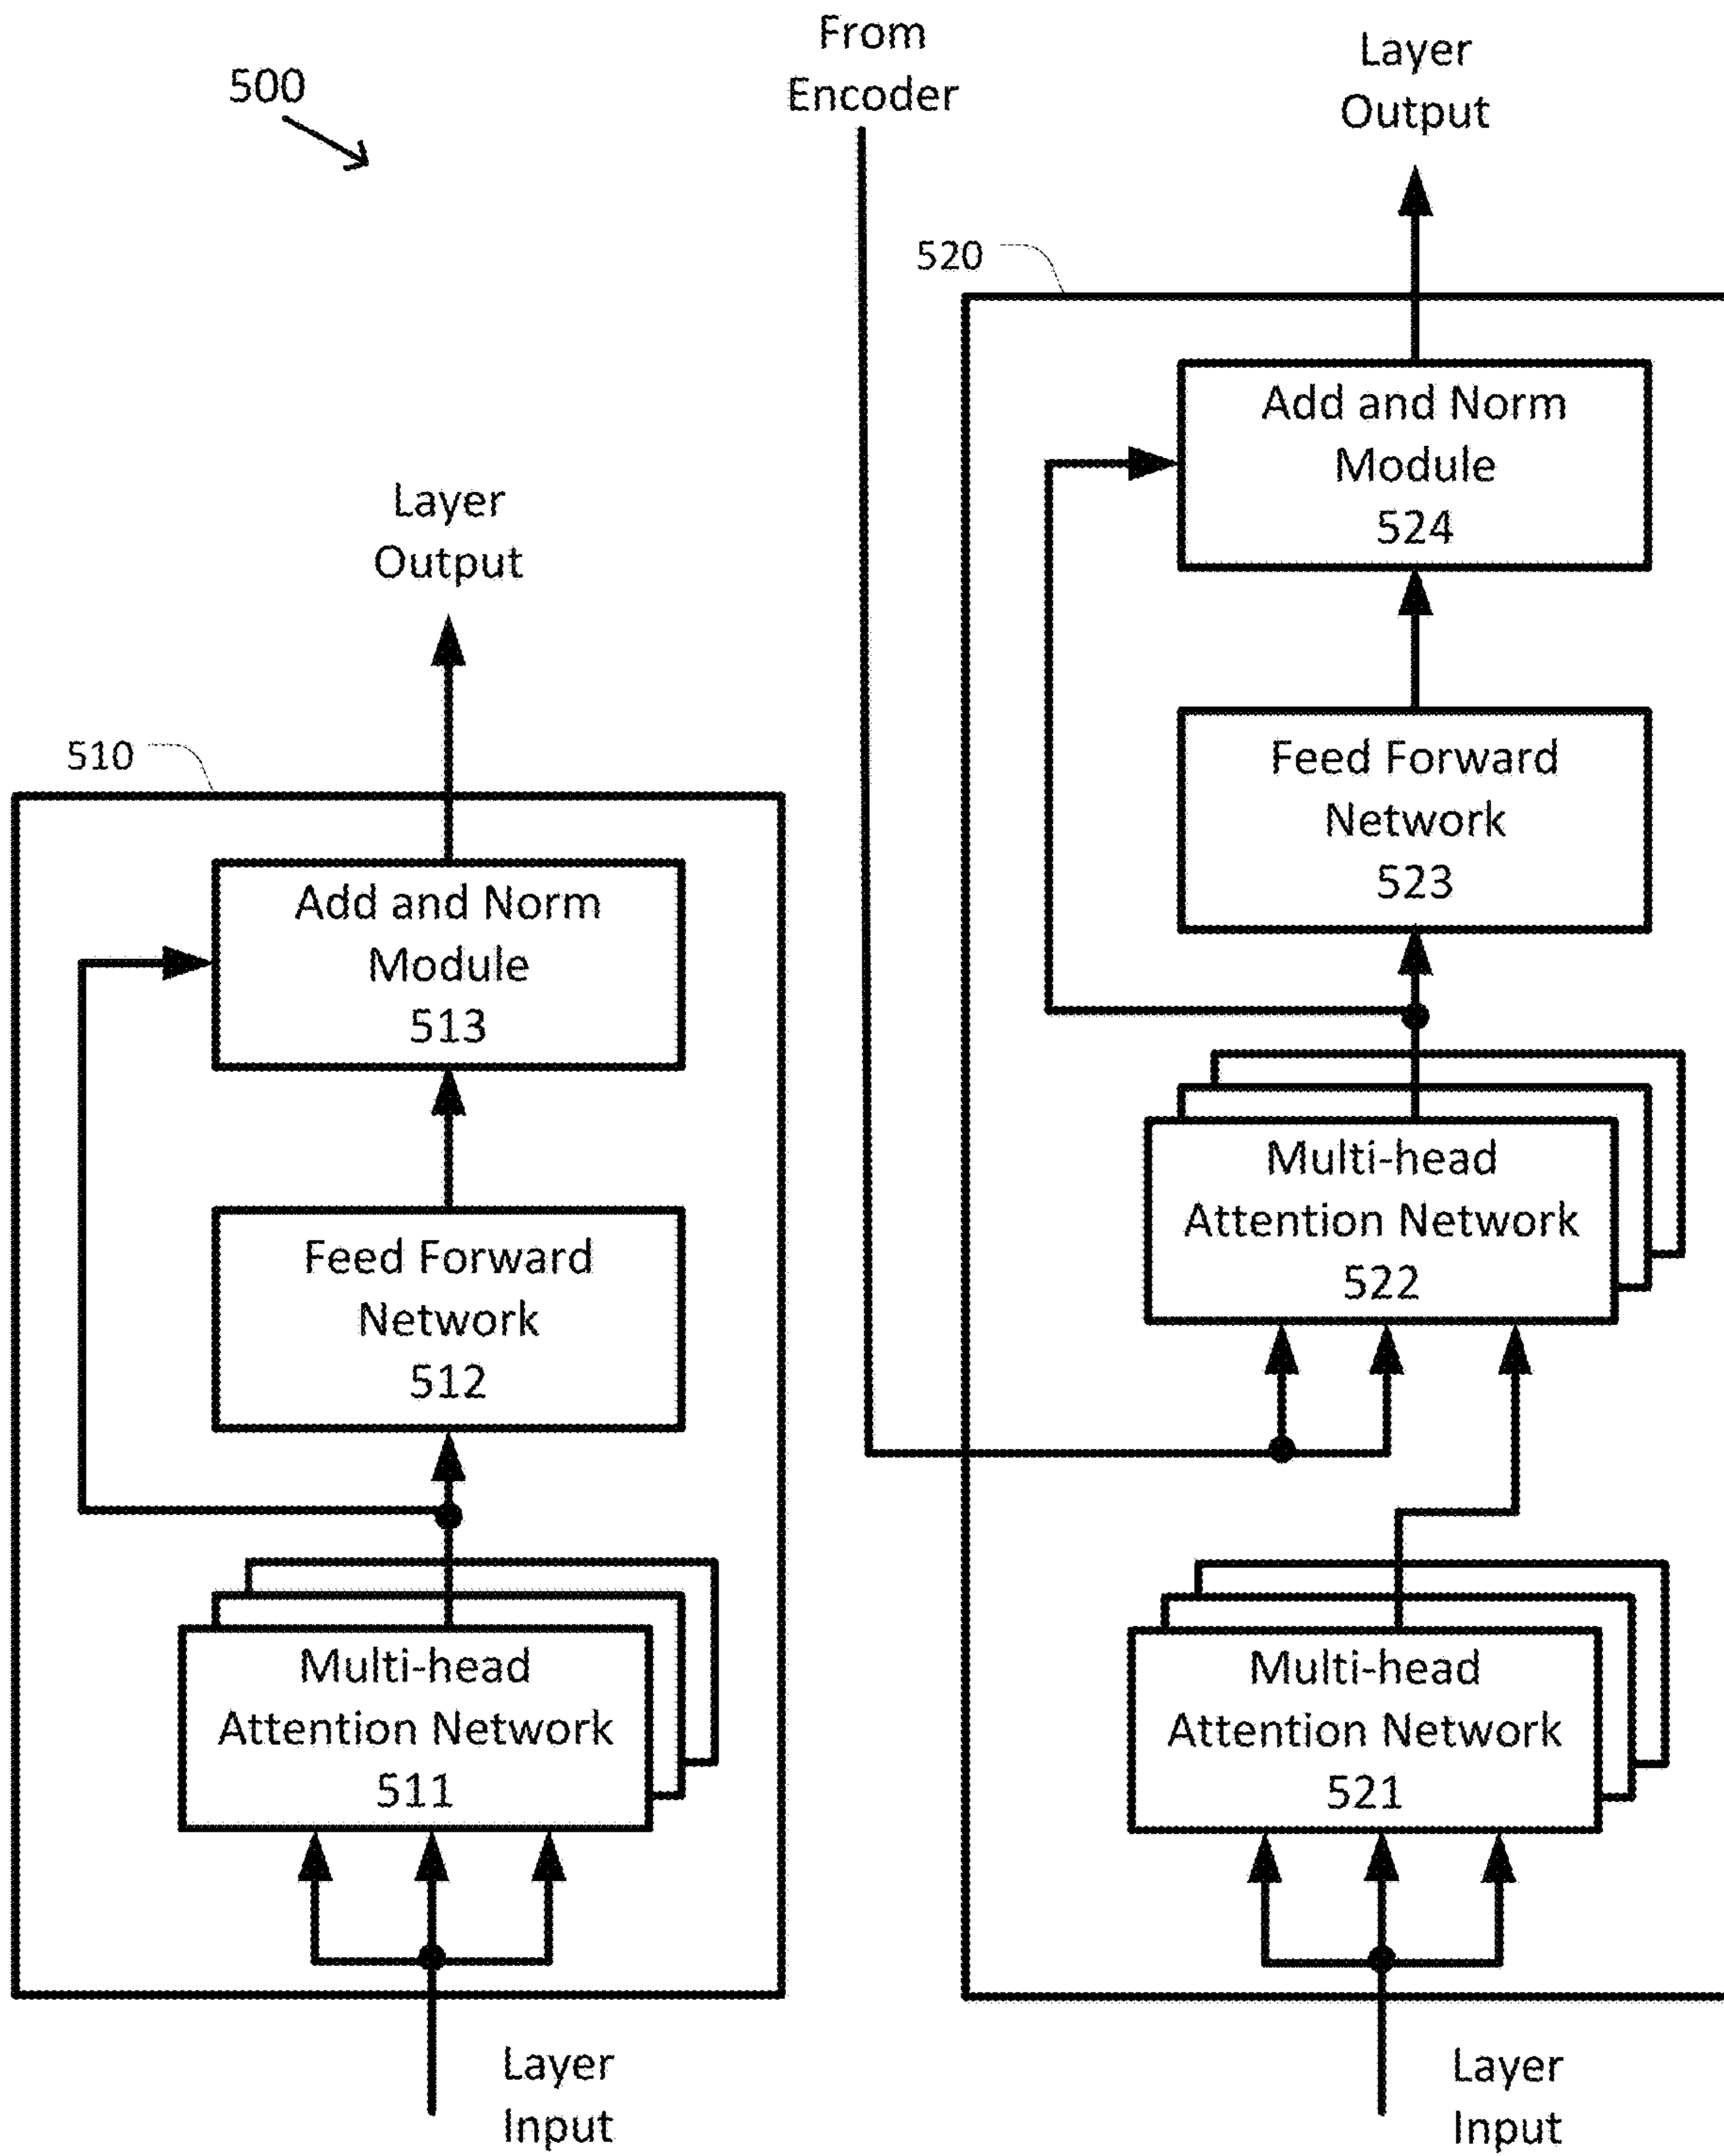 500
From
Encoder
Layer
Output
520
Add and Norm
Module
524
Feed Forward
Network
523
Multi-head
Attention Network
522
Multi-head
Attention Network
521
Layer
Input
Layer
Output
510
Add and Norm
Module
513
Feed Forward
Network
512
Multi-head
Attention Network
511
Layer
Input